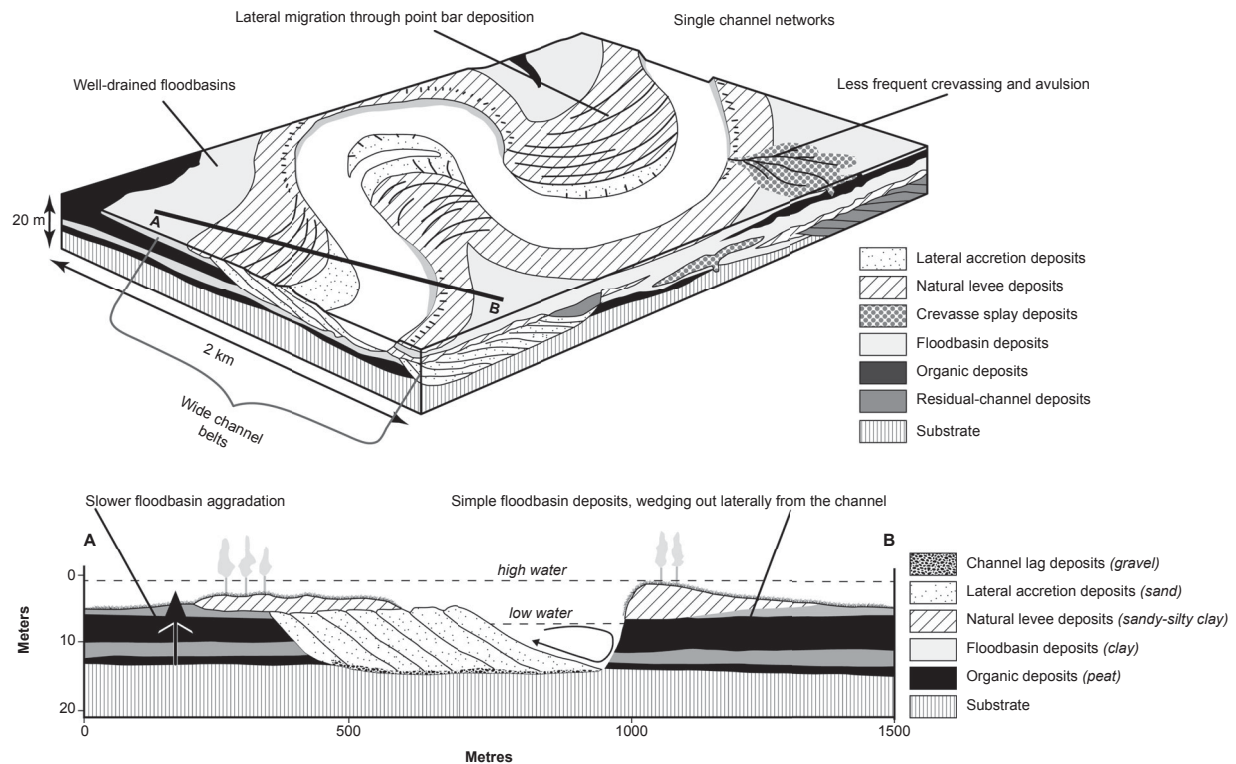 Lateral migration through point bar deposition
Single channel networks
Well-drained floodbasins
Less frequent crevassing and avulsion
20 m
A
B
2 km
Wide channel
belts
Lateral accretion deposits
Natural levee deposits
Crevasse splay deposits
Floodbasin deposits
Organic deposits
Residual-channel deposits
Substrate
Slower floodbasin aggradation
Simple floodbasin deposits, wedging out laterally from the channel
A
B
0
high water
low water
Meters
10
20
0
500
1000
1500
Metres
Channel lag deposits (gravel)
Lateral accretion deposits (sand)
Natural levee deposits (sandy-silty clay)
Floodbasin deposits (clay)
Organic deposits (peat)
Substrate